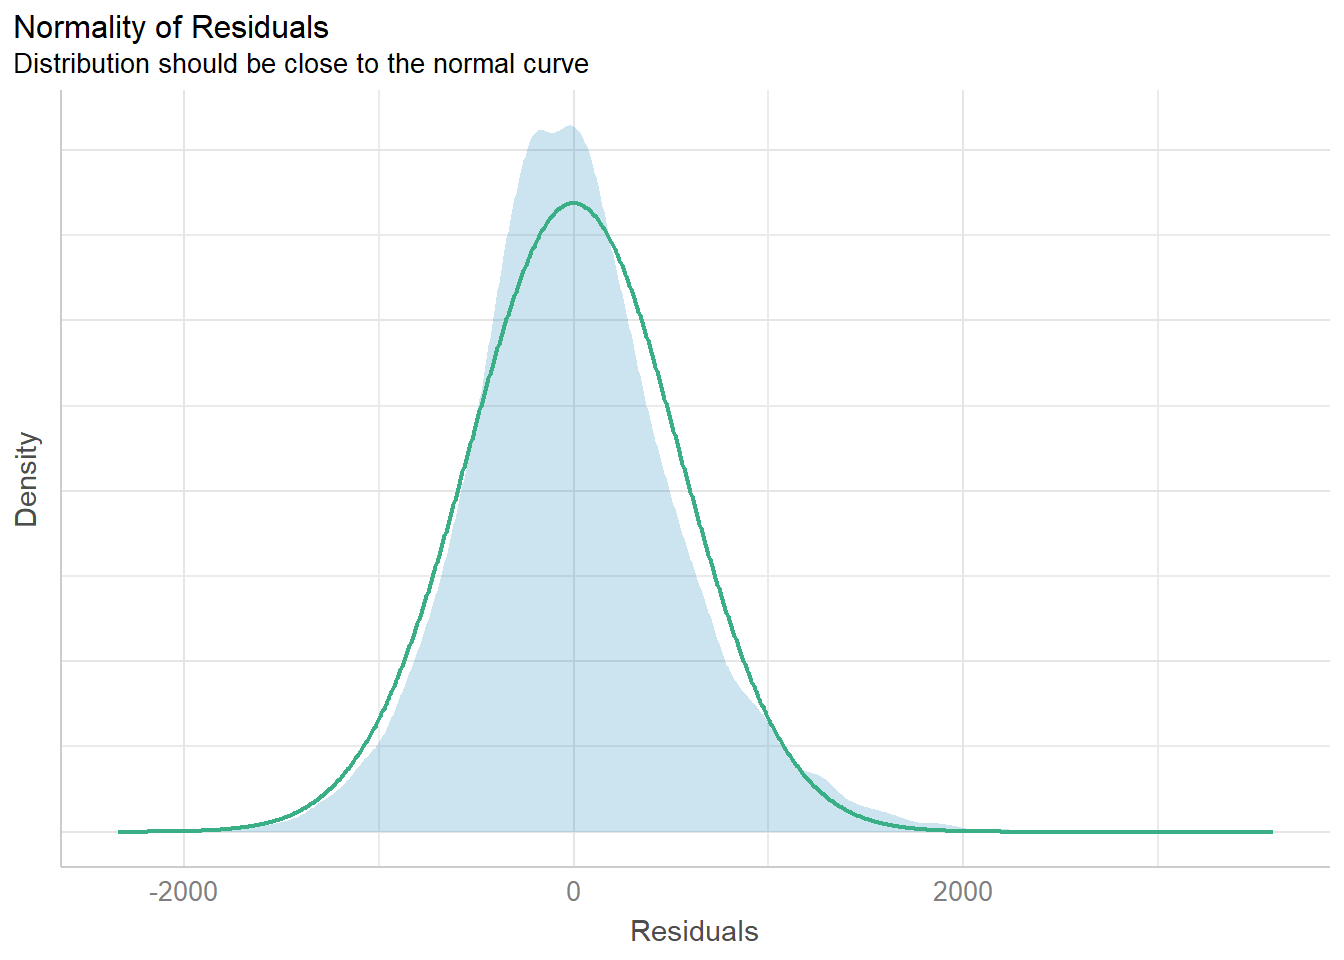 Normality of Residuals
Distribution should be close to the normal curve
Density
-2000
0
2000
Residuals